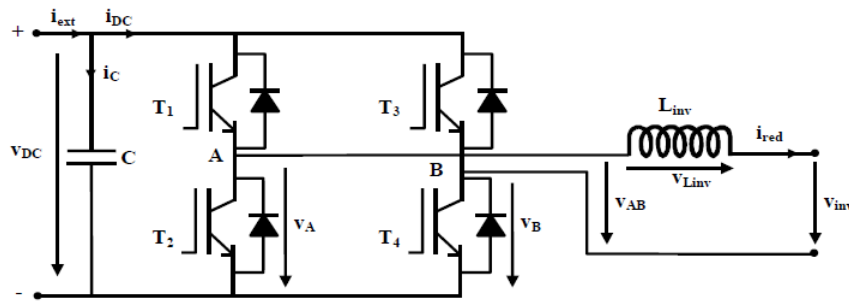 + i_ext i_DC
i_C
T_1 T_3
L_inv
i_red
v_DC C A B
v_Linv
v_A v_B v_AB v_inv
T_2 T_4
-